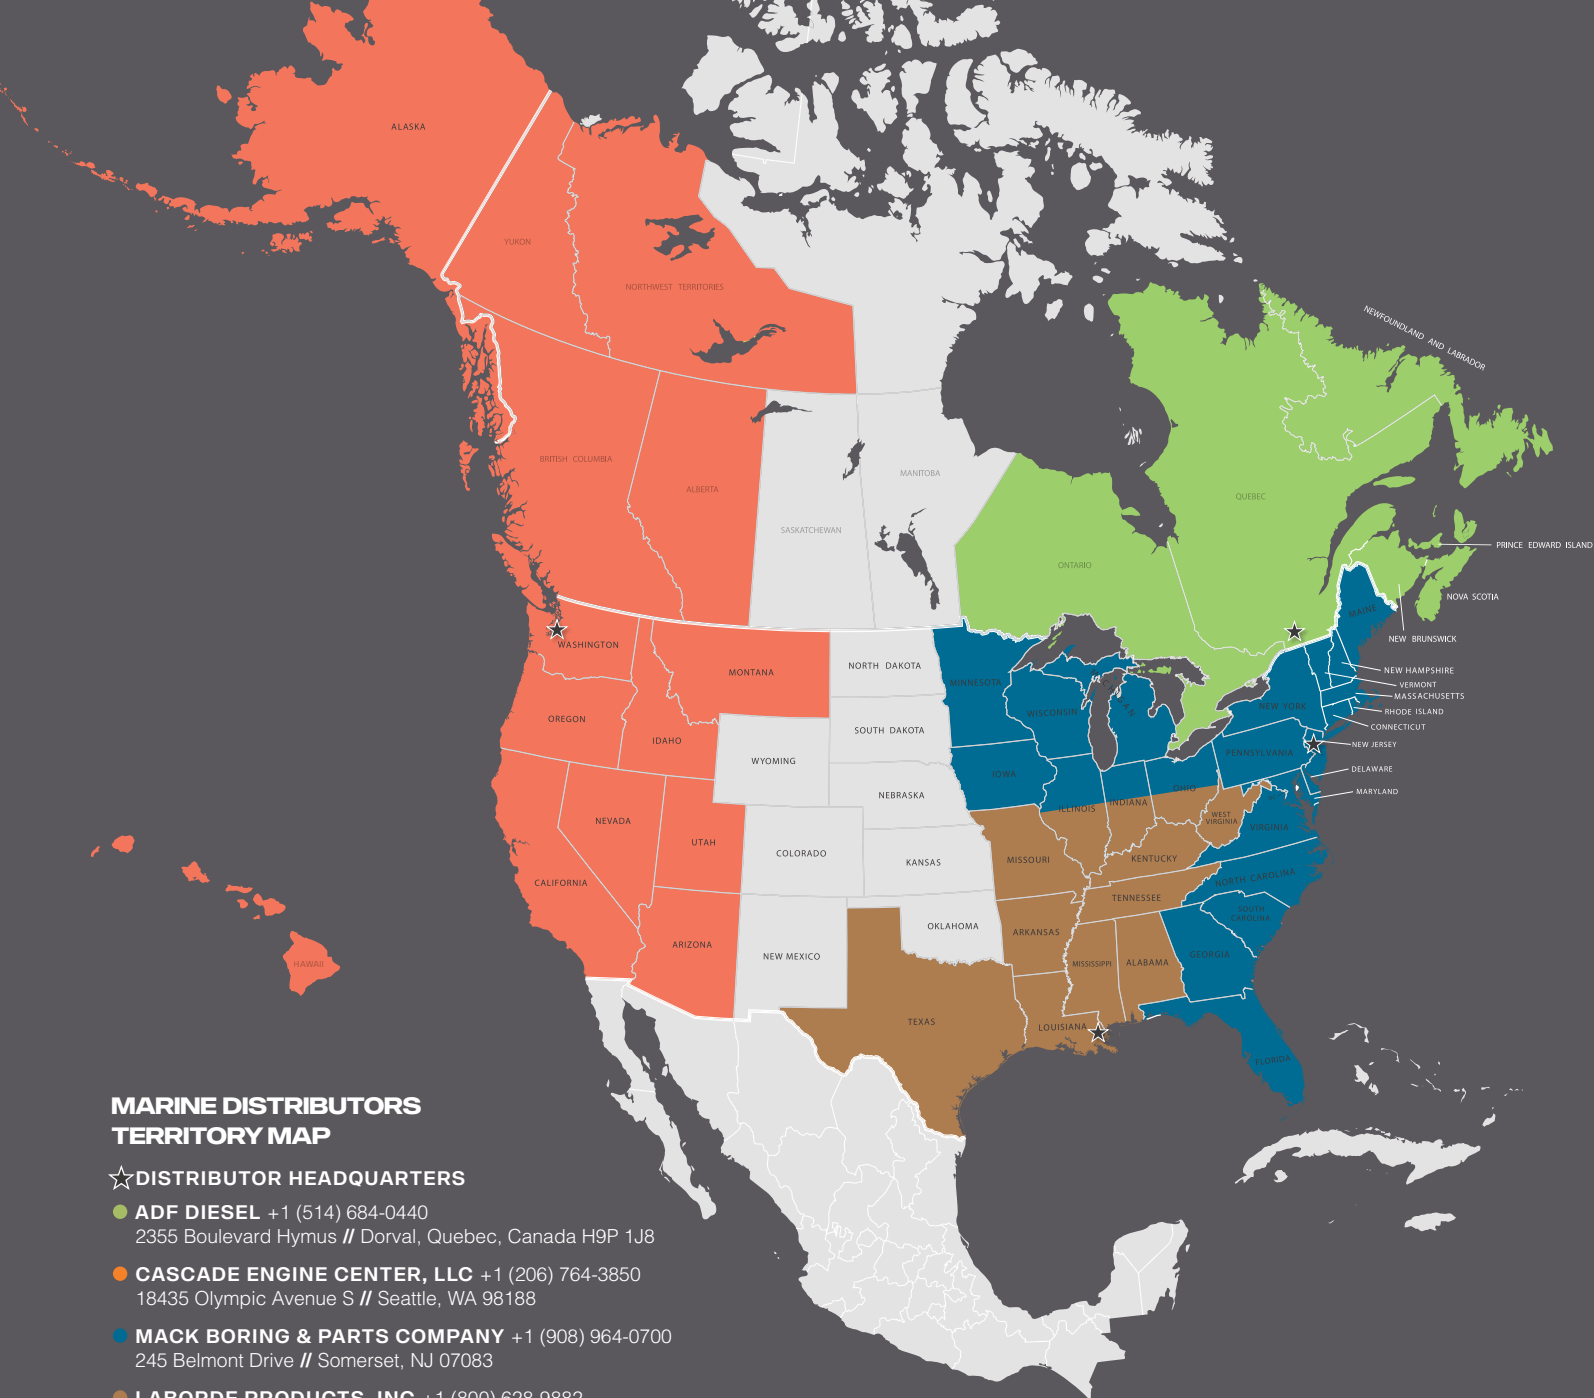 ALASKA
YUKON
NORTHWEST TERRITORIES
NEWFOUNDLAND AND LABRADOR
BRITISH COLUMBIA
ALBERTA
MANITOBA
SASKATCHEWAN
QUEBEC
ONTARIO
PRINCE EDWARD ISLAND
NOVA SCOTIA
MAINE
NEW BRUNSWICK
WASHINGTON
MONTANA
NORTH DAKOTA
MINNESOTA
NEW HAMPSHIRE
VERMONT
MASSACHUSETTS
OREGON
IDAHO
SOUTH DAKOTA
WISCONSIN
NEW YORK
RHODE ISLAND
CONNECTICUT
WYOMING
IOWA
PENNSYLVANIA
NEW JERSEY
DELAWARE
MARYLAND
NEBRASKA
ILLINOIS
INDIANA
OHIO
NEVADA
UTAH
COLORADO
KANSAS
MISSOURI
KENTUCKY
WEST
VIRGINIA
VIRGINIA
CALIFORNIA
ARIZONA
NEW MEXICO
OKLAHOMA
ARKANSAS
TENNESSEE
NORTH CAROLINA
SOUTH
CAROLINA
HAWAII
MISSISSIPPI
ALABAMA
GEORGIA
TEXAS
LOUISIANA
FLORIDA
MARINE DISTRIBUTORS
TERRITORY MAP
DISTRIBUTOR HEADQUARTERS
ADF DIESEL +1 (514) 684-0440
2355 Boulevard Hymus // Dorval, Quebec, Canada H9P 1J8
CASCADE ENGINE CENTER, LLC +1 (206) 764-3850
18435 Olympic Avenue S // Seattle, WA 98188
MACK BORING & PARTS COMPANY +1 (908) 964-0700
245 Belmont Drive // Somerset, NJ 07083
LABORDE PRODUCTS, INC